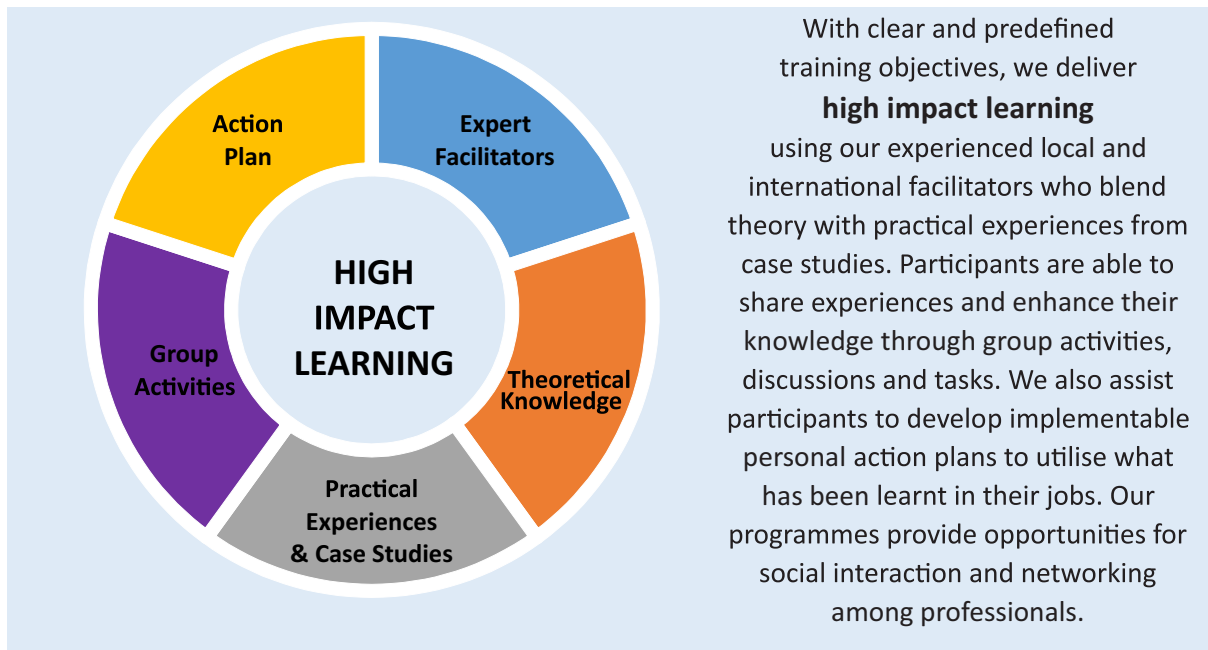 Action
Plan
Expert
Facilitators
HIGH
IMPACT
LEARNING
Group
Activities
Theoretical
Knowledge
Practical
Experiences
& Case Studies
With clear and predefined
training objectives, we deliver
high impact learning
using our experienced local and
international facilitators who blend
theory with practical experiences from
case studies. Participants are able to
share experiences and enhance their
knowledge through group activities,
discussions and tasks. We also assist
participants to develop implementable
personal action plans to utilise what
has been learnt in their jobs. Our
programmes provide opportunities for
social interaction and networking
among professionals.